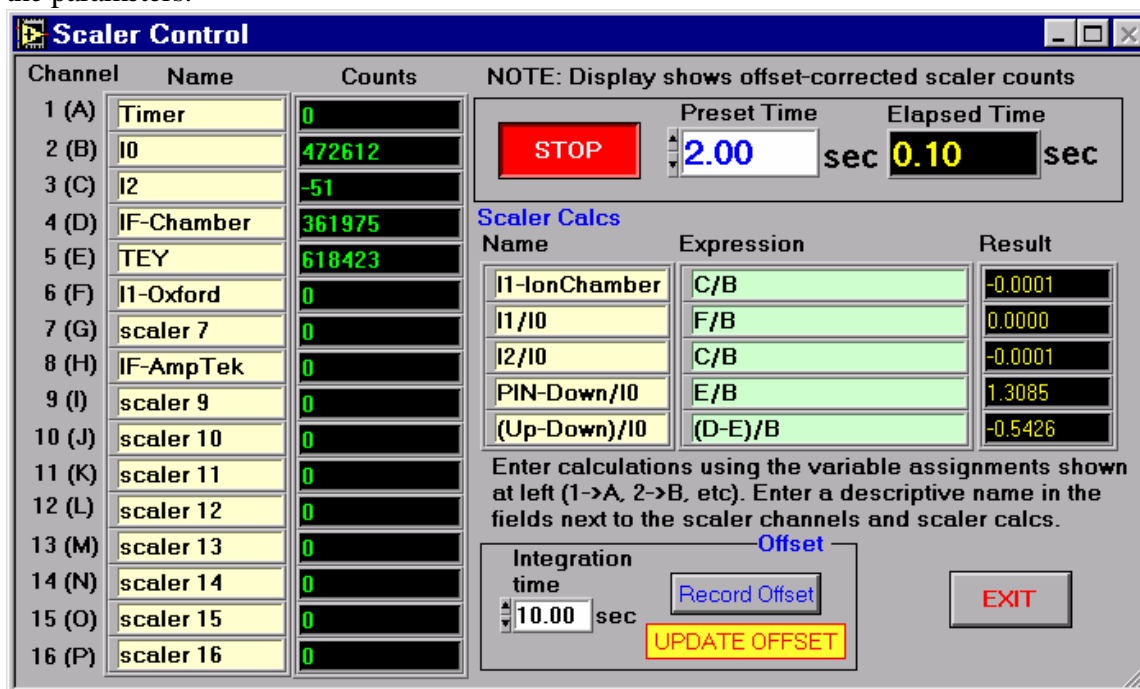 the parameters.
Scaler Control
Channel Name Counts
1 (A) Timer 0
2 (B) I0 472612
3 (C) I2 -51
4 (D) IF-Chamber 361975
5 (E) TEY 618423
6 (F) I1-Oxford 0
7 (G) scaler 7 0
8 (H) IF-AmpTek 0
9 (I) scaler 9 0
10 (J) scaler 10 0
11 (K) scaler 11 0
12 (L) scaler 12 0
13 (M) scaler 13 0
14 (N) scaler 14 0
15 (O) scaler 15 0
16 (P) scaler 16 0
NOTE: Display shows offset-corrected scaler counts
Preset Time Elapsed Time
STOP 2.00 sec 0.10 sec
Scaler Calcs
Name Expression Result
I1-IonChamber C/B -0.0001
I1/I0 F/B 0.0000
I2/I0 C/B -0.0001
PIN-Down/I0 E/B 1.3085
(Up-Down)/I0 (D-E)/B -0.5426
Enter calculations using the variable assignments shown
at left (1->A, 2->B, etc). Enter a descriptive name in the
fields next to the scaler channels and scaler calcs.
Offset
Integration
time
10.00 sec
Record Offset
UPDATE OFFSET
EXIT